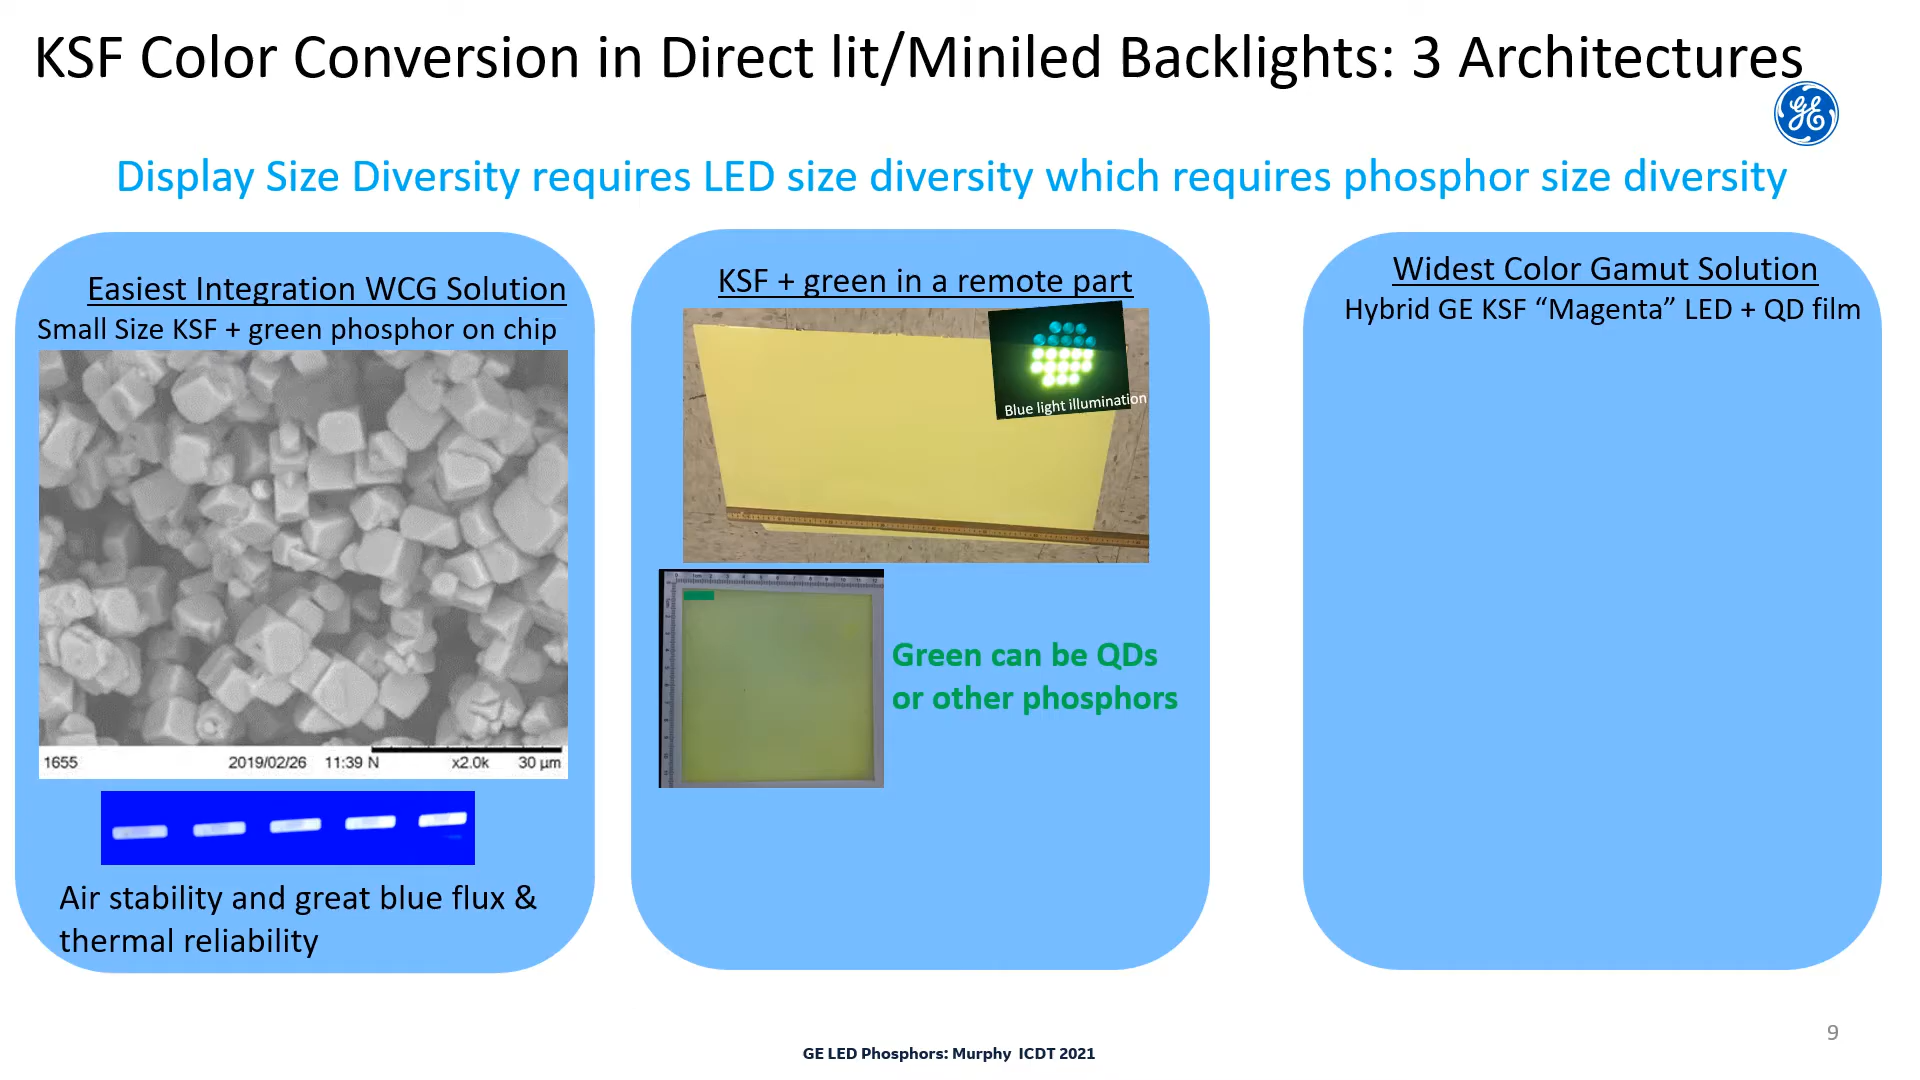 KSF Color Conversion in Direct lit/Miniled Backlights: 3 Architectures
GE
Display Size Diversity requires LED size diversity which requires phosphor size diversity
Easiest Integration WCG Solution
Small Size KSF + green phosphor on chip
1655 2019/02/26 11:39 N x2.0k 30 µm
Air stability and great blue flux &
thermal reliability
KSF + green in a remote part
Blue light illumination
Green can be QDs
or other phosphors
Widest Color Gamut Solution
Hybrid GE KSF “Magenta” LED + QD film
9
GE LED Phosphors: Murphy ICDT 2021